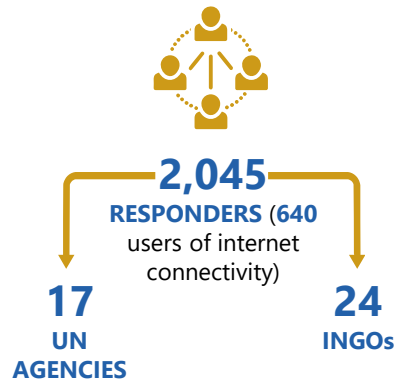 2,045
RESPONDERS (640
users of internet
connectivity)
17
UN
AGENCIES
24
INGOs